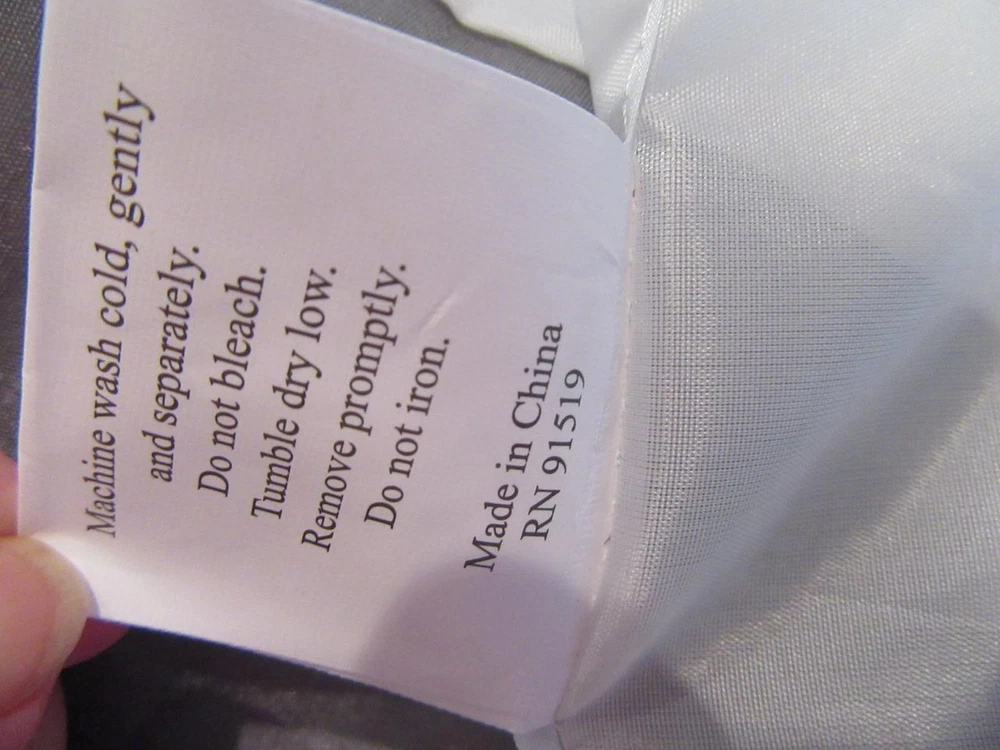 Machine wash cold, gently
and separately.
Do not bleach.
Tumble dry low.
Remove promptly.
Do not iron.
Made in China
RN 91519